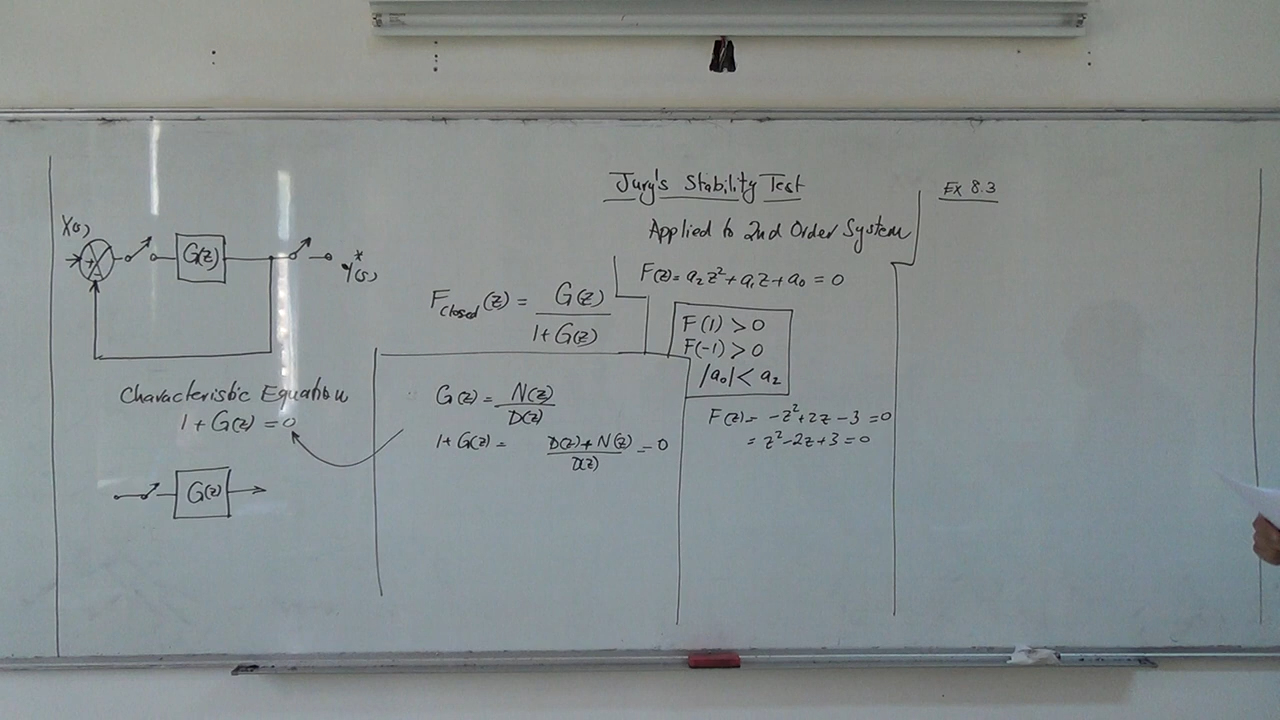 Jury's Stability Test
Applied to 2nd Order System
X(s)
G(z)
Y*(s)
Characteristic Equation
1 + G(z) = 0
G(z)
F_closed(z) = G(z) / (1 + G(z))
G(z) = N(z) / D(z)
1 + G(z) = (D(z) + N(z)) / D(z) = 0
F(z) = a₂z² + a₁z + a₀ = 0
F(1) > 0
F(-1) > 0
|a₀| < a₂
F(z) = -z² + 2z - 3 = 0
= z² - 2z + 3 = 0
Ex 8.3